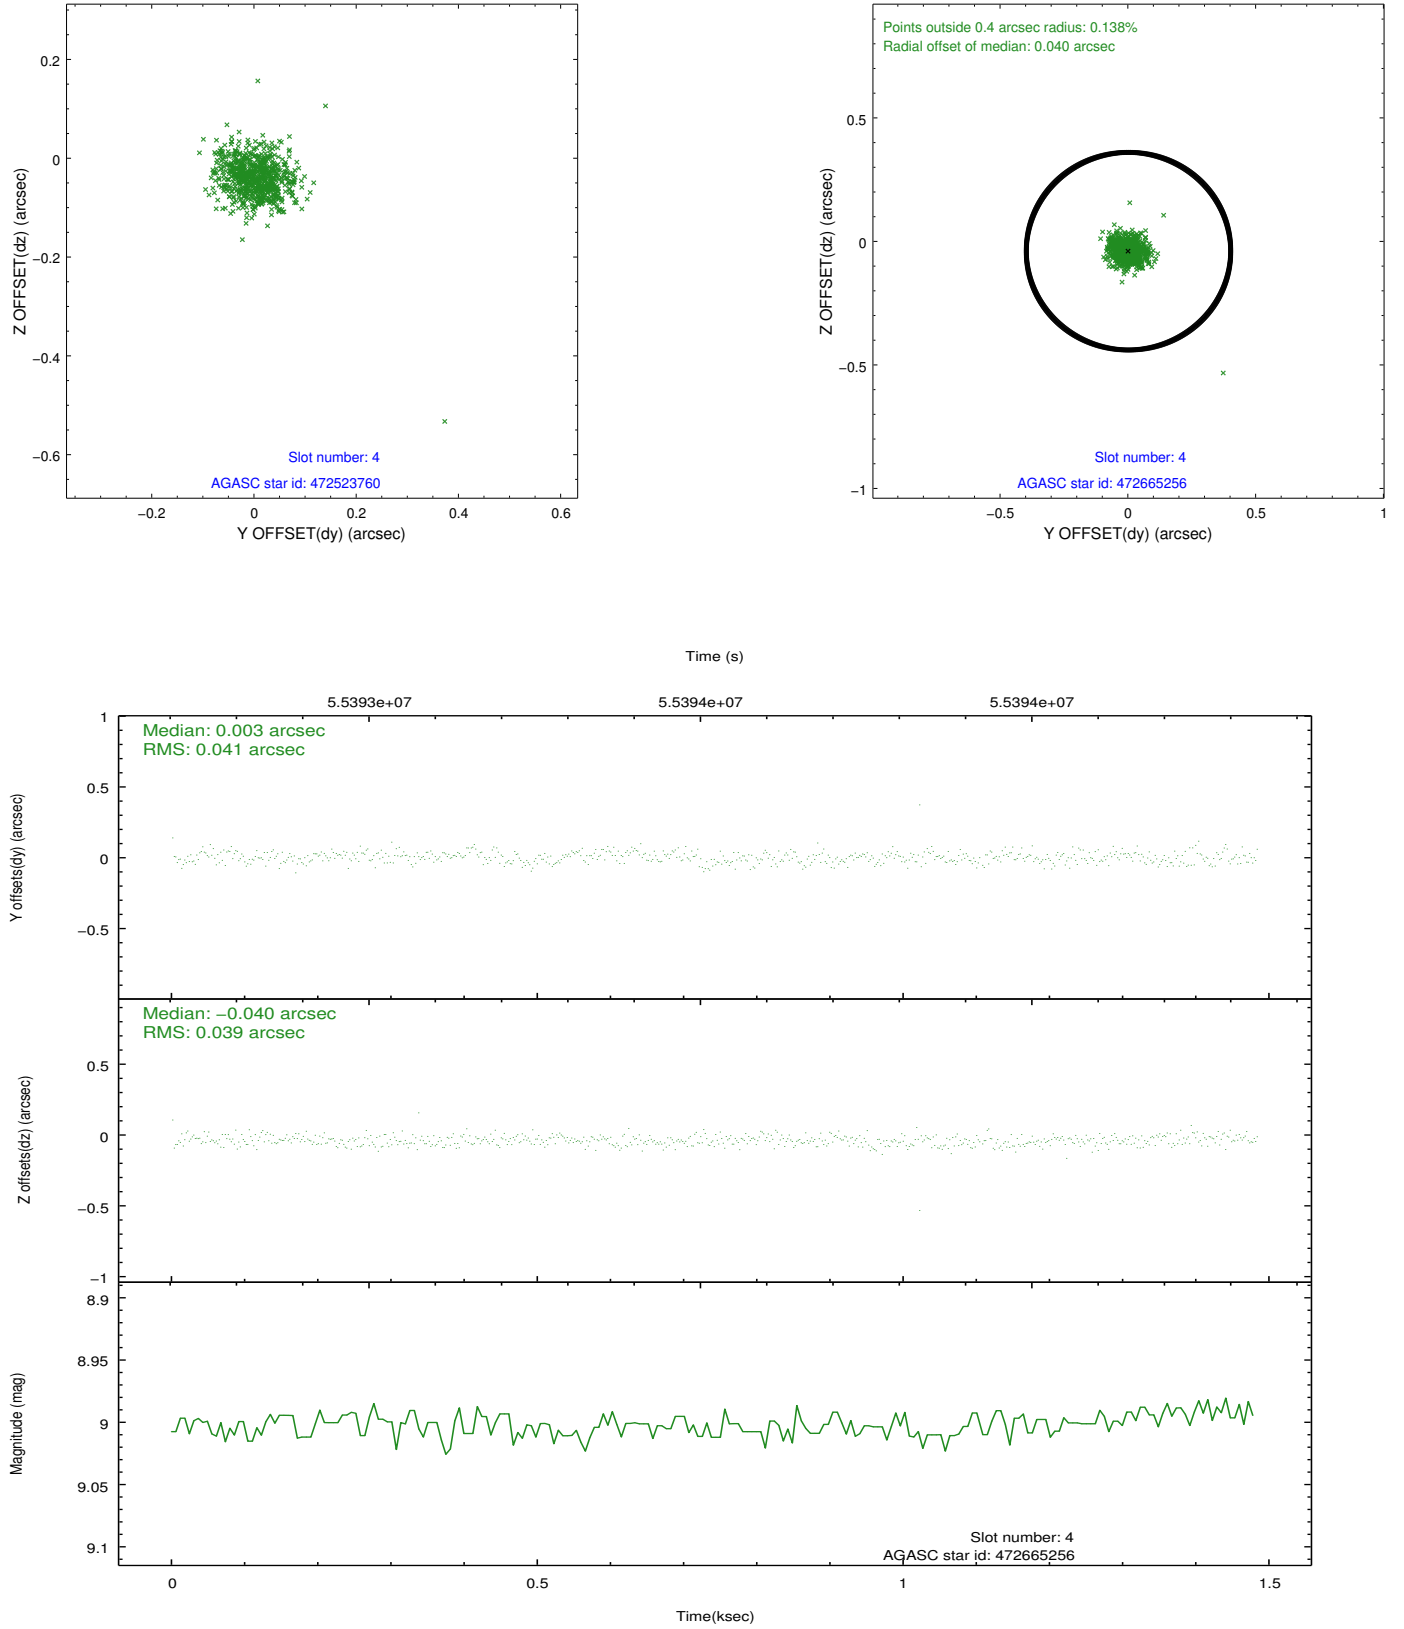 0.2
0
−0.2
−0.4
−0.6
Z OFFSET(dz) (arcsec)
Slot number: 4
AGASC star id: 472523760
−0.2 0 0.2 0.4 0.6
Y OFFSET(dy) (arcsec)
Points outside 0.4 arcsec radius: 0.138%
Radial offset of median: 0.040 arcsec
0.5
0
−0.5
−1
Z OFFSET(dz) (arcsec)
Slot number: 4
AGASC star id: 472665256
−0.5 0 0.5 1
Y OFFSET(dy) (arcsec)
Time (s)
5.5393e+07 5.5394e+07 5.5394e+07
Median: 0.003 arcsec
RMS: 0.041 arcsec
1
0.5
0
−0.5
Y offsets(dy) (arcsec)
Median: −0.040 arcsec
RMS: 0.039 arcsec
0.5
0
−0.5
−1
Z offsets(dz) (arcsec)
8.9
8.95
9
9.05
9.1
Magnitude (mag)
Slot number: 4
AGASC star id: 472665256
0 0.5 1 1.5
Time(ksec)